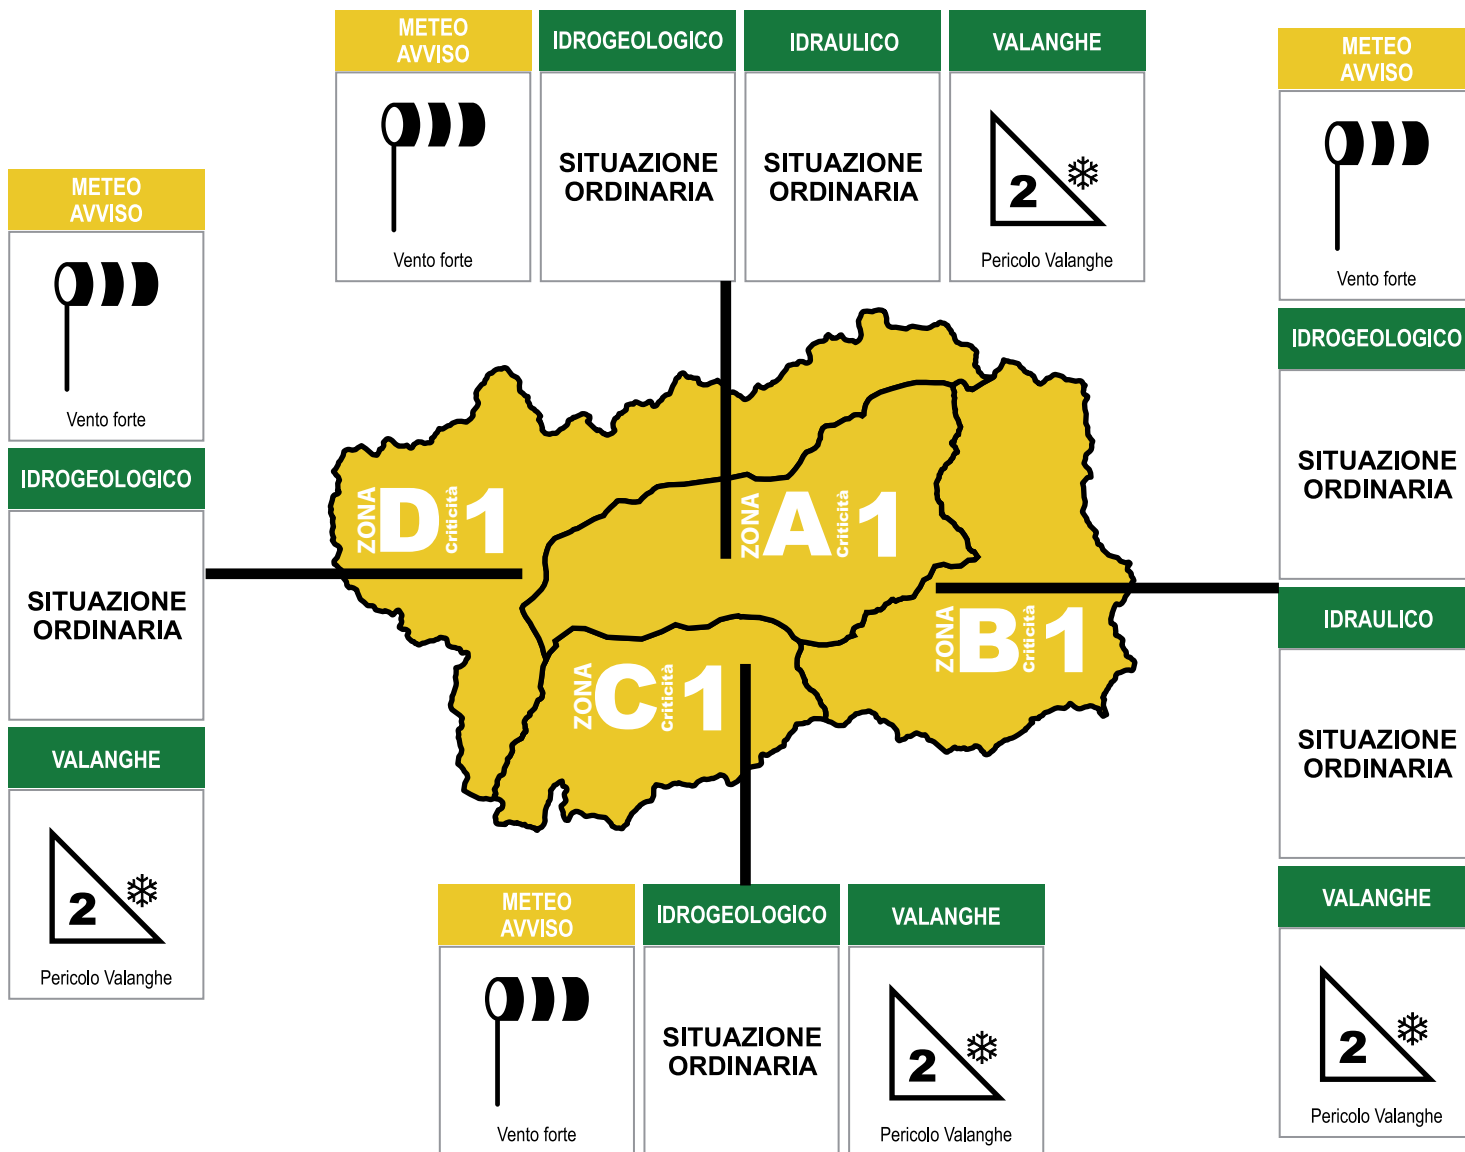 METEO
AVVISO
Vento forte
IDROGEOLOGICO
SITUAZIONE
ORDINARIA
IDRAULICO
SITUAZIONE
ORDINARIA
VALANGHE
2
Pericolo Valanghe
METEO
AVVISO
Vento forte
IDROGEOLOGICO
SITUAZIONE
ORDINARIA
VALANGHE
2
Pericolo Valanghe
ZONA D Criticità 1
ZONA A Criticità 1
ZONA B Criticità 1
ZONA C Criticità 1
METEO
AVVISO
Vento forte
IDROGEOLOGICO
SITUAZIONE
ORDINARIA
IDRAULICO
SITUAZIONE
ORDINARIA
VALANGHE
2
Pericolo Valanghe
METEO
AVVISO
Vento forte
IDROGEOLOGICO
SITUAZIONE
ORDINARIA
VALANGHE
2
Pericolo Valanghe